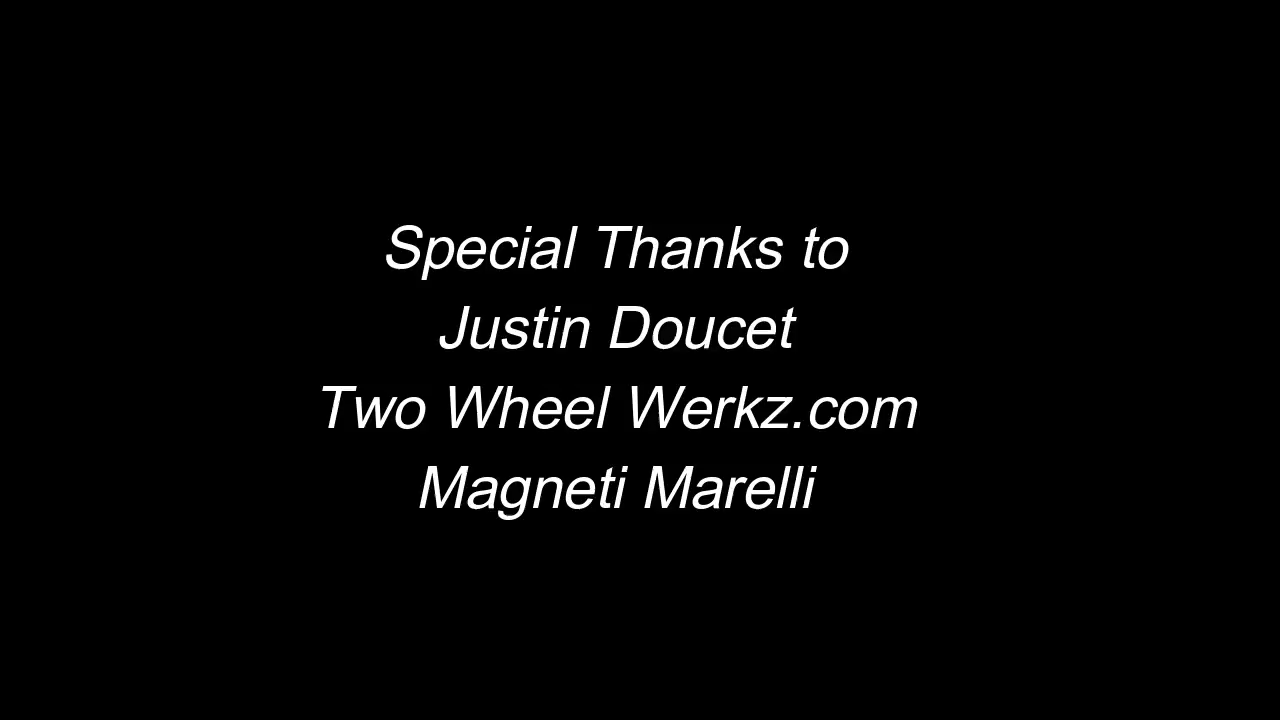 Special Thanks to
Justin Doucet
Two Wheel Werkz.com
Magneti Marelli